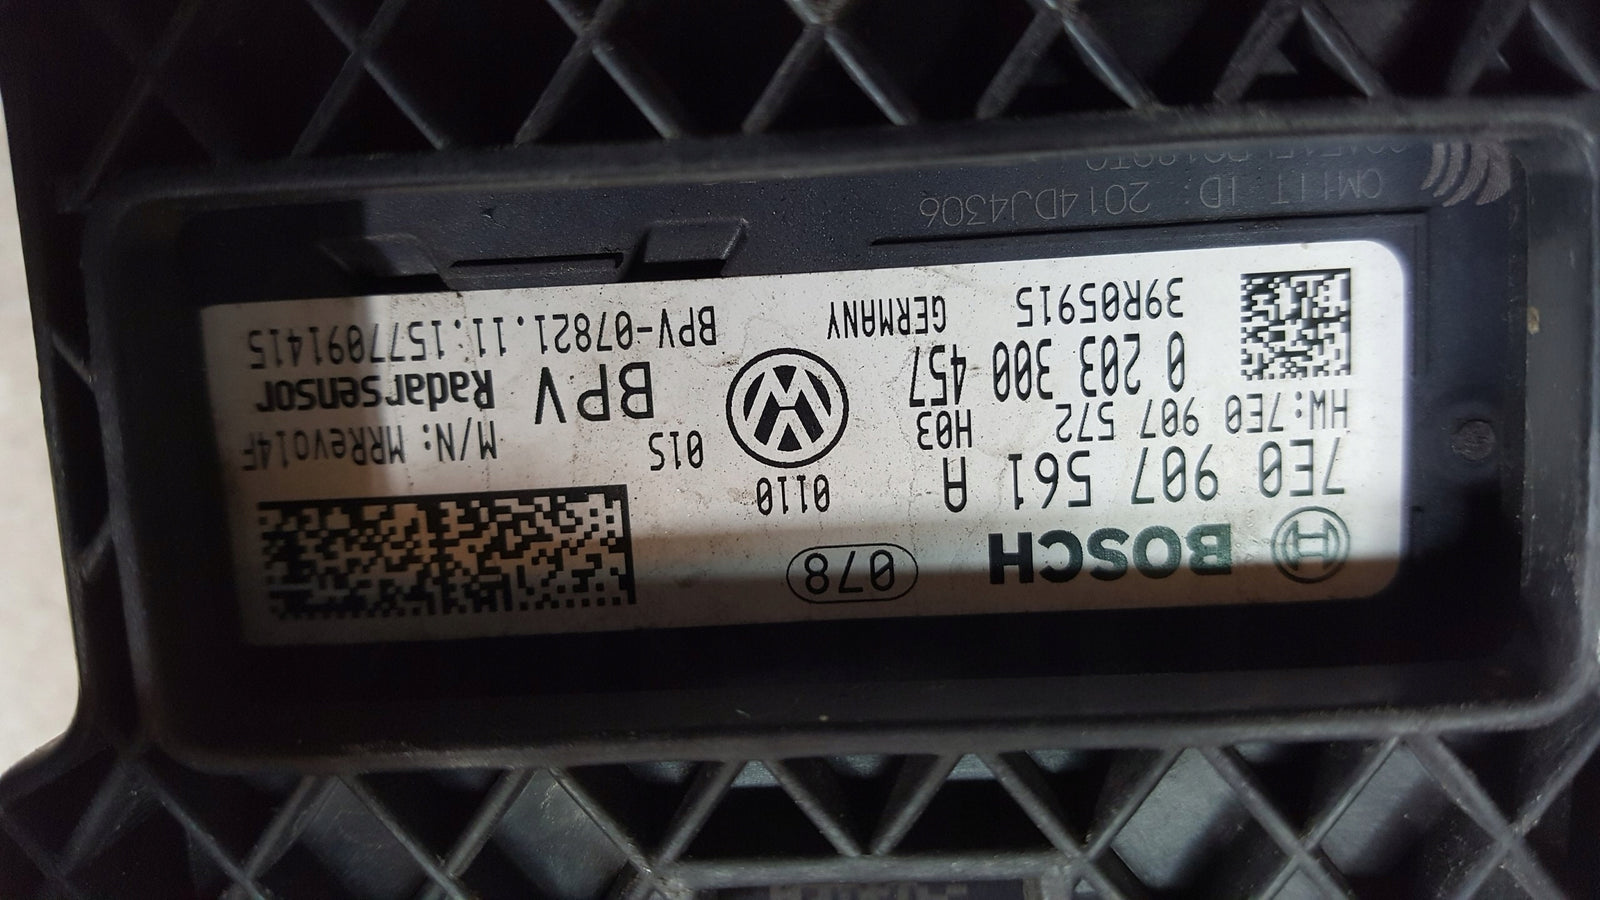 BOSCH 078
7E0 907 561 A 0110
HW:7E0 907 572 H03 01S M/N: MRRevo14F
0 203 300 457 BPV Radarsensor
39R05915 GERMANY BPV-07821.11.1577091415
CMIIT ID: 2014DJ4306